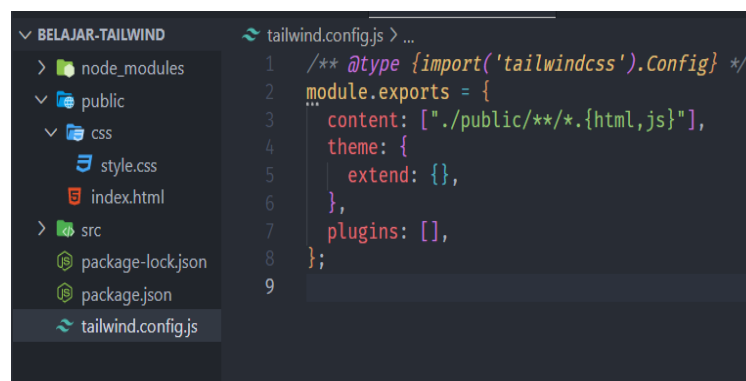 BELAJAR-TAILWIND
node_modules
public
css
style.css
index.html
src
package-lock.json
package.json
tailwind.config.js
tailwind.config.js > ...
1 /** @type {import('tailwindcss').Config} */
2 module.exports = {
3 content: ["./public/**/*.{html,js}"],
4 theme: {
5 extend: {},
6 },
7 plugins: [],
8 };
9